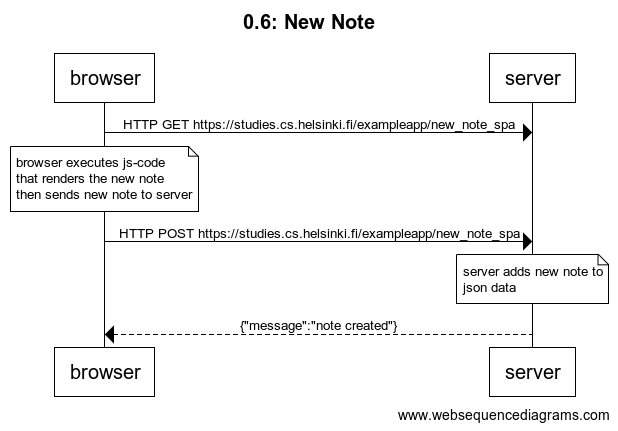 0.6: New Note
browser
server
HTTP GET https://studies.cs.helsinki.fi/exampleapp/new_note_spa
browser executes js-code
that renders the new note
then sends new note to server
HTTP POST https://studies.cs.helsinki.fi/exampleapp/new_note_spa
server adds new note to
json data
{"message":"note created"}
browser
server
www.websequencediagrams.com